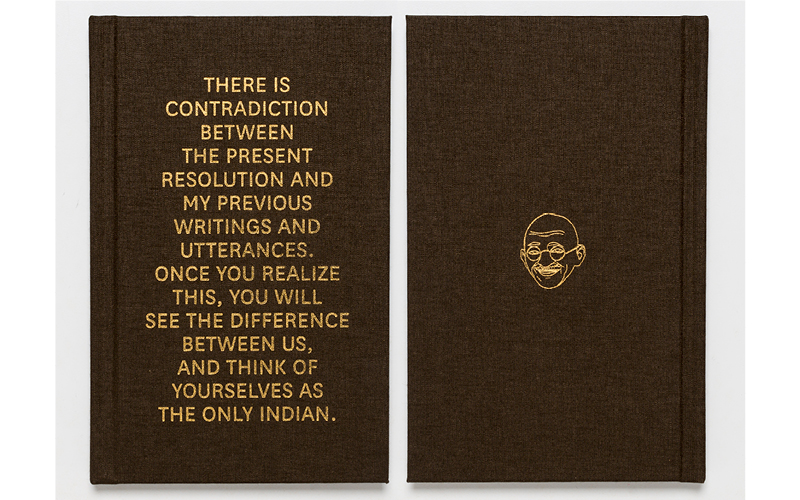 THERE IS
CONTRADICTION
BETWEEN
THE PRESENT
RESOLUTION AND
MY PREVIOUS
WRITINGS AND
UTTERANCES.
ONCE YOU REALIZE
THIS, YOU WILL
SEE THE DIFFERENCE
BETWEEN US,
AND THINK OF
YOURSELVES AS
THE ONLY INDIAN.